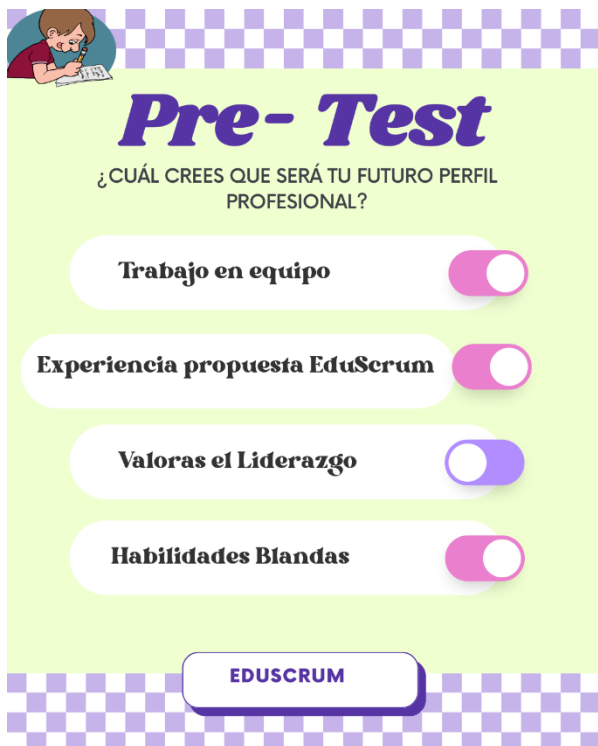 Pre- Test
¿CUÁL CREES QUE SERÁ TU FUTURO PERFIL
PROFESIONAL?
Trabajo en equipo
Experiencia propuesta EduScrum
Valoras el Liderazgo
Habilidades Blandas
EDUSCRUM